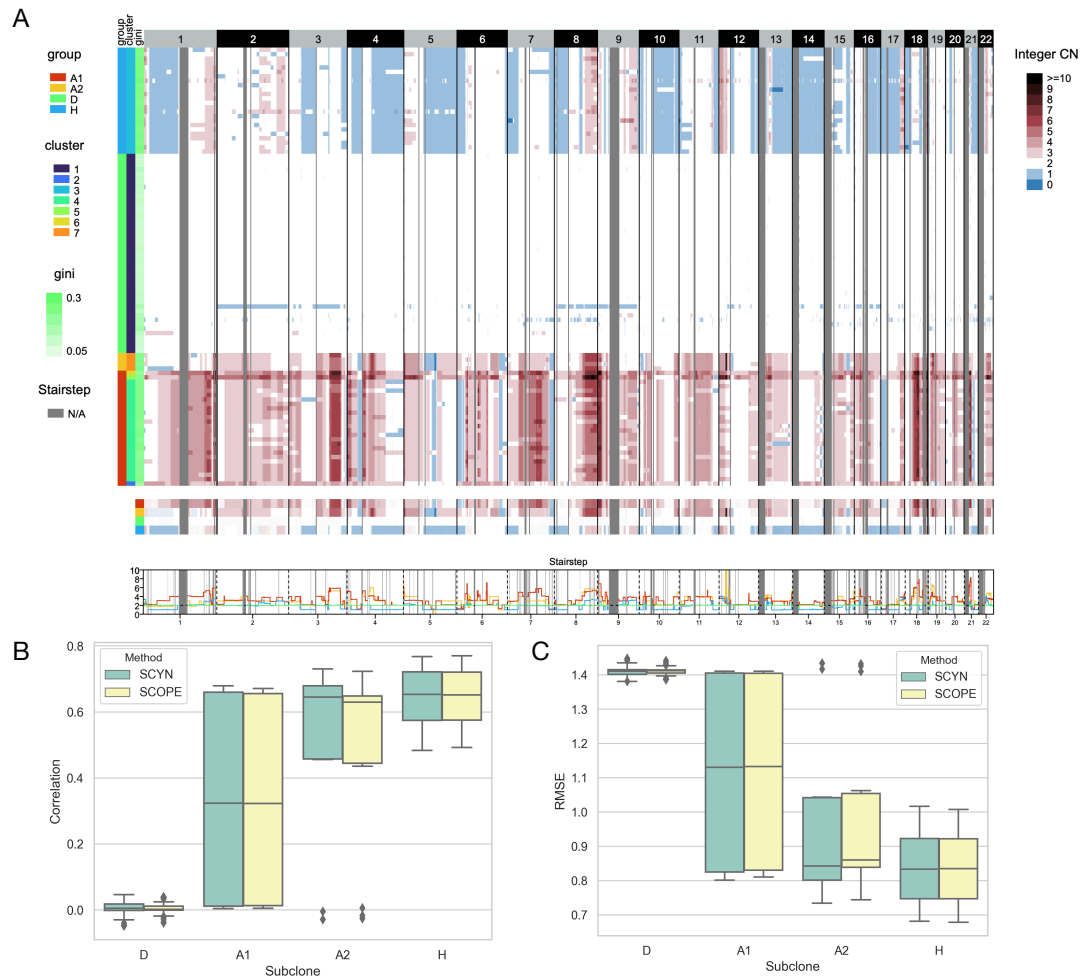 A
group
cluster
gini
1 2 3 4 5 6 7 8 9 10 11 12 13 14 15 16 17 18 19 20 21 22
group
A1
A2
D
H
cluster
1
2
3
4
5
6
7
gini
0.3
0.05
Stairstep
N/A
Integer CN
>=10
9
8
7
6
5
4
3
2
1
0
Stairstep
10
8
6
4
2
0
1 2 3 4 5 6 7 8 9 10 11 12 13 14 15 16 17 18 19 20 21 22
B
Method
SCYN
SCOPE
Correlation
0.8
0.6
0.4
0.2
0.0
D A1 A2 H
Subclone
C
Method
SCYN
SCOPE
RMSE
1.4
1.3
1.2
1.1
1.0
0.9
0.8
0.7
D A1 A2 H
Subclone